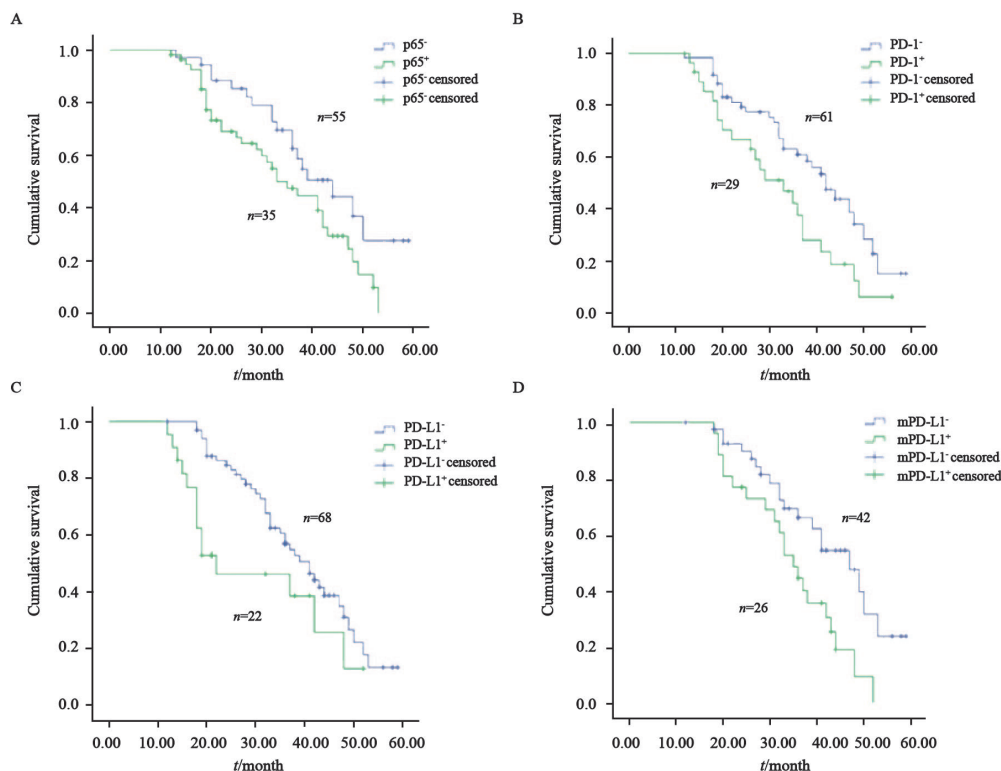 A
p65-
p65+
p65- censored
p65- censored
n=55
n=35
Cumulative survival
1.0
0.8
0.6
0.4
0.2
0.0
0.00 10.00 20.00 30.00 40.00 50.00 60.00
t/month
B
PD-1-
PD-1+
PD-1- censored
PD-1+ censored
n=61
n=29
Cumulative survival
1.0
0.8
0.6
0.4
0.2
0.0
0.00 10.00 20.00 30.00 40.00 50.00 60.00
t/month
C
PD-L1-
PD-L1+
PD-L1- censored
PD-L1+ censored
n=68
n=22
Cumulative survival
1.0
0.8
0.6
0.4
0.2
0.0
0.00 10.00 20.00 30.00 40.00 50.00 60.00
t/month
D
mPD-L1-
mPD-L1+
mPD-L1- censored
mPD-L1+ censored
n=42
n=26
Cumulative survival
1.0
0.8
0.6
0.4
0.2
0.0
0.00 10.00 20.00 30.00 40.00 50.00 60.00
t/month